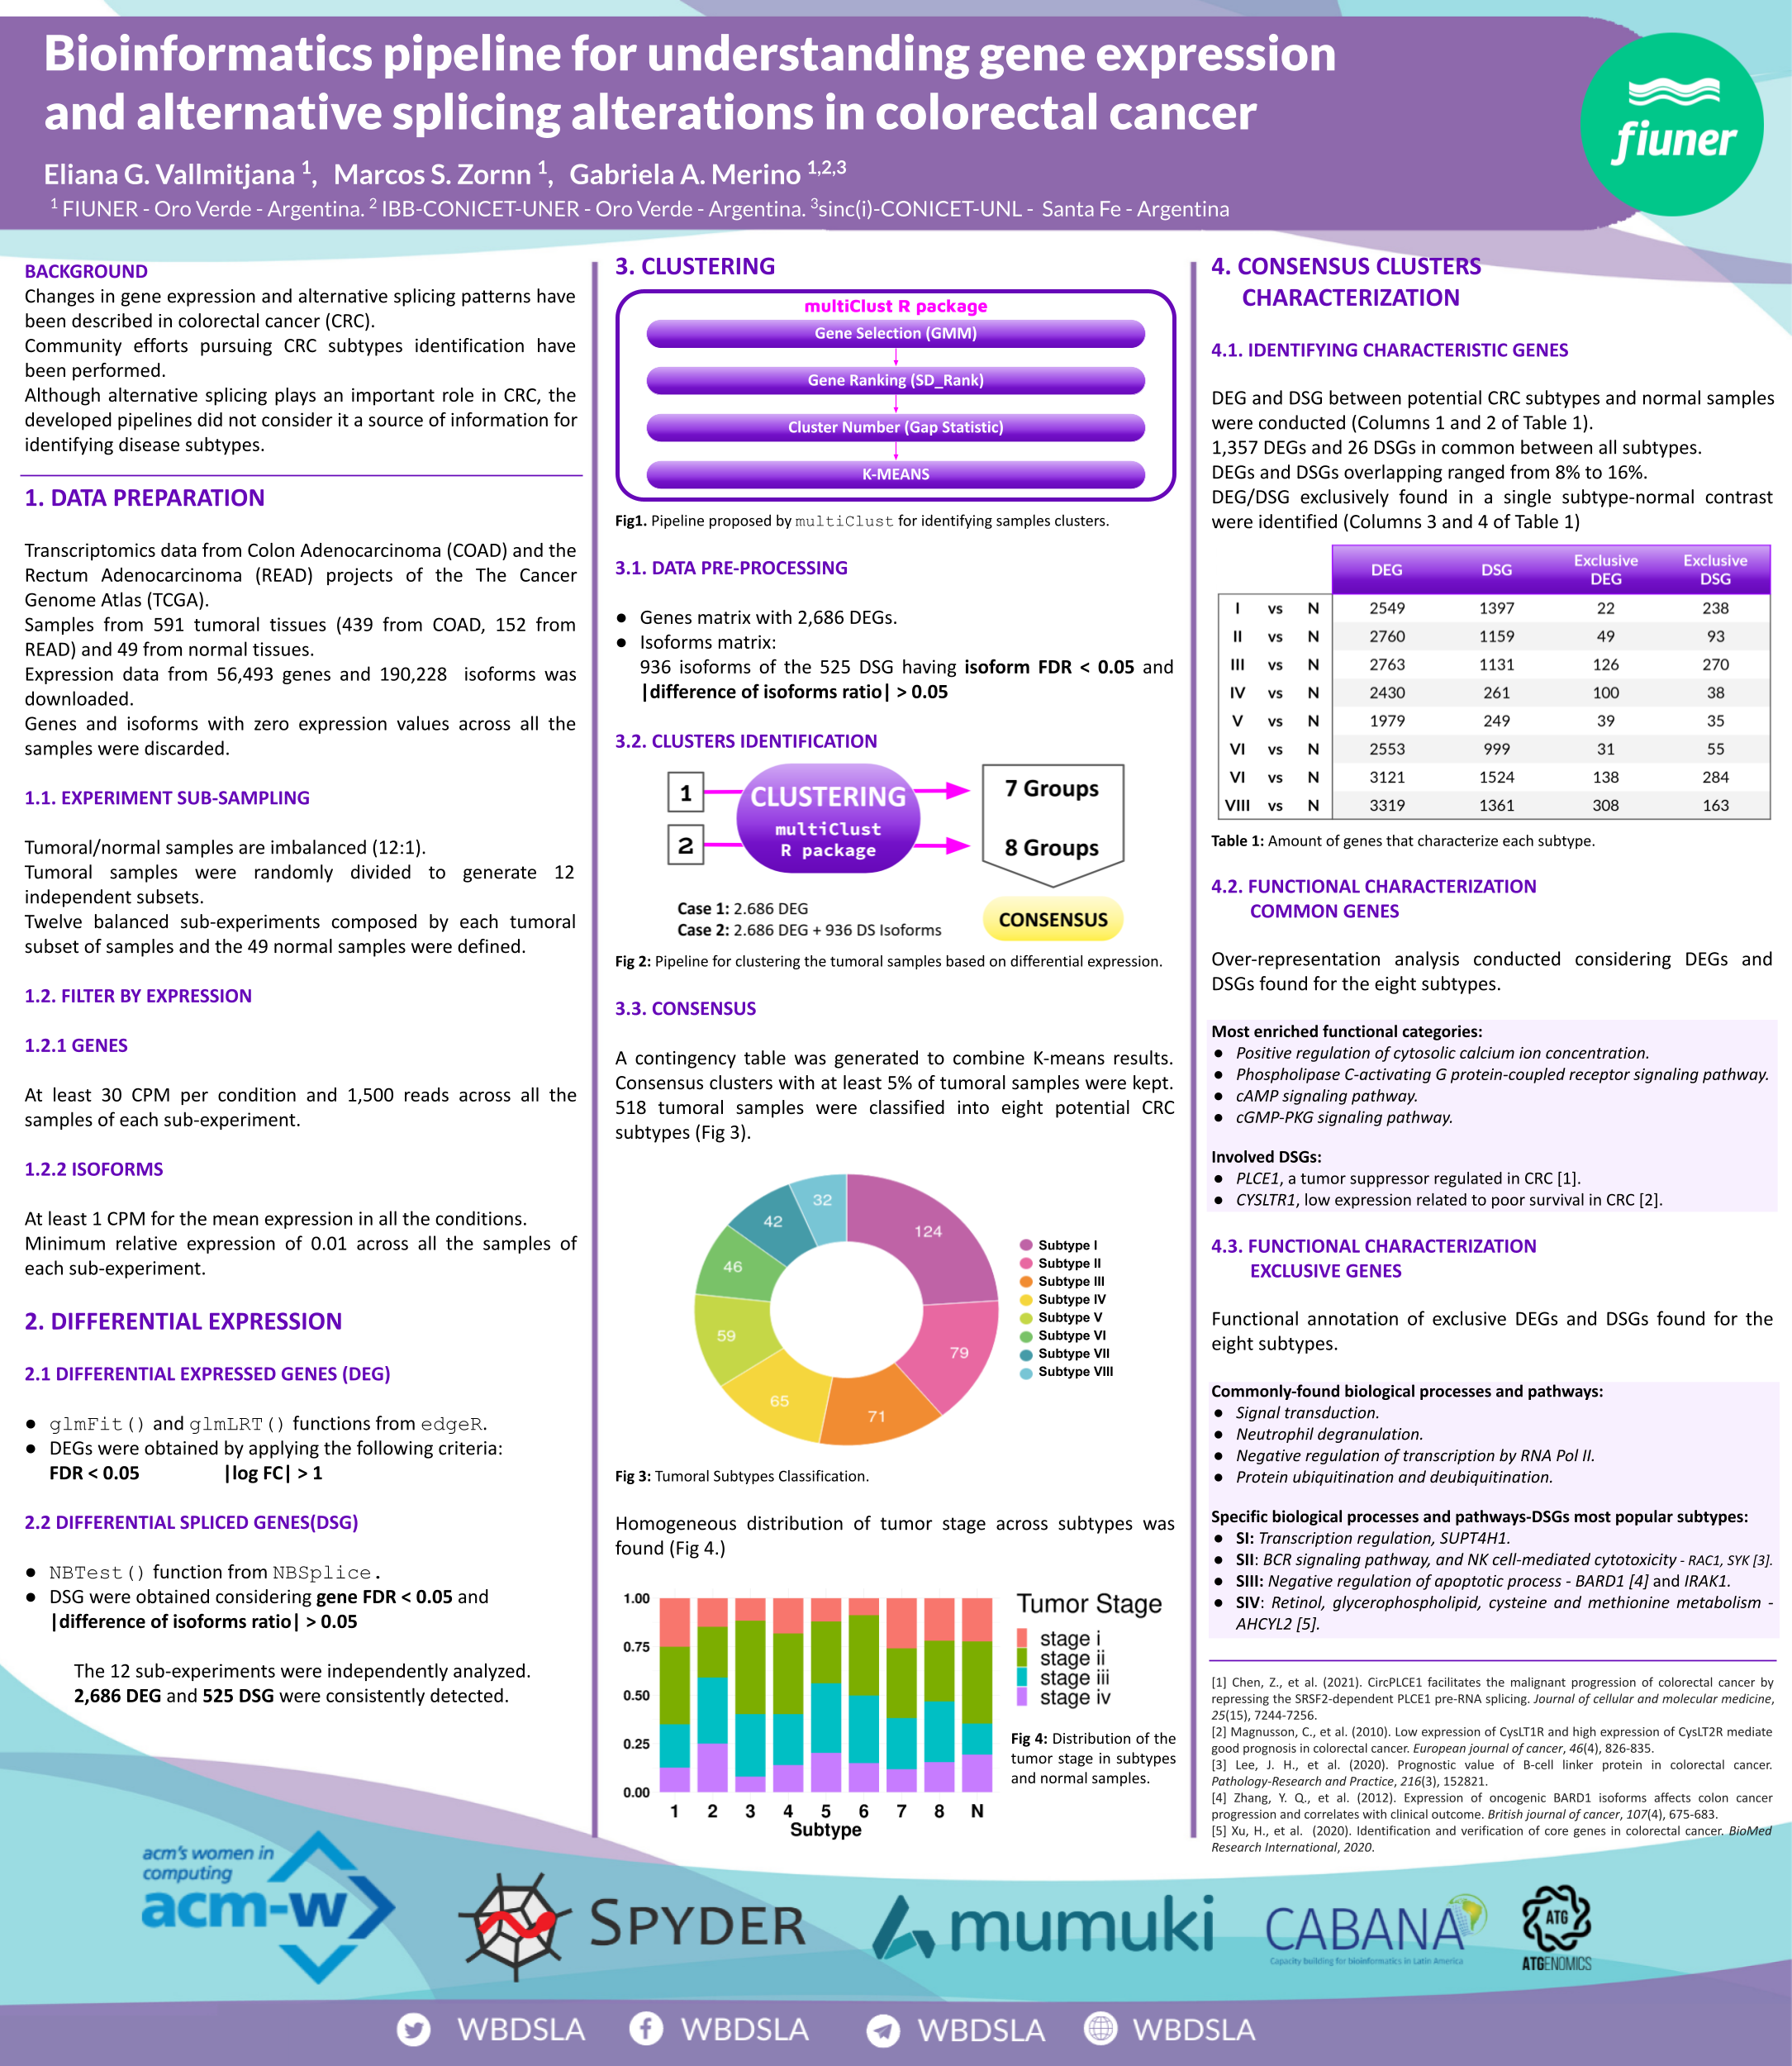 Bioinformatics pipeline for understanding gene expression
and alternative splicing alterations in colorectal cancer
Eliana G. Vallmitjana 1, Marcos S. Zornn 1, Gabriela A. Merino 1,2,3
1 FIUNER - Oro Verde - Argentina. 2 IBB-CONICET-UNER - Oro Verde - Argentina. 3sinc(i)-CONICET-UNL - Santa Fe - Argentina
fiuner
BACKGROUND
Changes in gene expression and alternative splicing patterns have
been described in colorectal cancer (CRC).
Community efforts pursuing CRC subtypes identification have
been performed.
Although alternative splicing plays an important role in CRC, the
developed pipelines did not consider it a source of information for
identifying disease subtypes.
1. DATA PREPARATION
Transcriptomics data from Colon Adenocarcinoma (COAD) and the
Rectum Adenocarcinoma (READ) projects of the The Cancer
Genome Atlas (TCGA).
Samples from 591 tumoral tissues (439 from COAD, 152 from
READ) and 49 from normal tissues.
Expression data from 56,493 genes and 190,228 isoforms was
downloaded.
Genes and isoforms with zero expression values across all the
samples were discarded.
1.1. EXPERIMENT SUB-SAMPLING
Tumoral/normal samples are imbalanced (12:1).
Tumoral samples were randomly divided to generate 12
independent subsets.
Twelve balanced sub-experiments composed by each tumoral
subset of samples and the 49 normal samples were defined.
1.2. FILTER BY EXPRESSION
1.2.1 GENES
At least 30 CPM per condition and 1,500 reads across all the
samples of each sub-experiment.
1.2.2 ISOFORMS
At least 1 CPM for the mean expression in all the conditions.
Minimum relative expression of 0.01 across all the samples of
each sub-experiment.
2. DIFFERENTIAL EXPRESSION
2.1 DIFFERENTIAL EXPRESSED GENES (DEG)
● glmFit() and glmLRT() functions from edgeR.
● DEGs were obtained by applying the following criteria:
FDR < 0.05 |log FC| > 1
2.2 DIFFERENTIAL SPLICED GENES(DSG)
● NBTest() function from NBSplice.
● DSG were obtained considering gene FDR < 0.05 and
|difference of isoforms ratio| > 0.05
The 12 sub-experiments were independently analyzed.
2,686 DEG and 525 DSG were consistently detected.
3. CLUSTERING
multiClust R package
Gene Selection (GMM)
Gene Ranking (SD_Rank)
Cluster Number (Gap Statistic)
K-MEANS
Fig1. Pipeline proposed by multiClust for identifying samples clusters.
3.1. DATA PRE-PROCESSING
● Genes matrix with 2,686 DEGs.
● Isoforms matrix:
936 isoforms of the 525 DSG having isoform FDR < 0.05 and
|difference of isoforms ratio| > 0.05
3.2. CLUSTERS IDENTIFICATION
1
2
CLUSTERING
multiClust
R package
7 Groups
8 Groups
CONSENSUS
Case 1: 2.686 DEG
Case 2: 2.686 DEG + 936 DS Isoforms
Fig 2: Pipeline for clustering the tumoral samples based on differential expression.
3.3. CONSENSUS
A contingency table was generated to combine K-means results.
Consensus clusters with at least 5% of tumoral samples were kept.
518 tumoral samples were classified into eight potential CRC
subtypes (Fig 3).
124
79
71
65
59
46
42
32
Subtype I
Subtype II
Subtype III
Subtype IV
Subtype V
Subtype VI
Subtype VII
Subtype VIII
Fig 3: Tumoral Subtypes Classification.
Homogeneous distribution of tumor stage across subtypes was
found (Fig 4.)
1.00
0.75
0.50
0.25
0.00
1 2 3 4 5 6 7 8 N
Subtype
Tumor Stage
stage i
stage ii
stage iii
stage iv
Fig 4: Distribution of the
tumor stage in subtypes
and normal samples.
4. CONSENSUS CLUSTERS
CHARACTERIZATION
4.1. IDENTIFYING CHARACTERISTIC GENES
DEG and DSG between potential CRC subtypes and normal samples
were conducted (Columns 1 and 2 of Table 1).
1,357 DEGs and 26 DSGs in common between all subtypes.
DEGs and DSGs overlapping ranged from 8% to 16%.
DEG/DSG exclusively found in a single subtype-normal contrast
were identified (Columns 3 and 4 of Table 1)
DEG DSG Exclusive DEG Exclusive DSG
I vs N 2549 1397 22 238
II vs N 2760 1159 49 93
III vs N 2763 1131 126 270
IV vs N 2430 261 100 38
V vs N 1979 249 39 35
VI vs N 2553 999 31 55
VI vs N 3121 1524 138 284
VIII vs N 3319 1361 308 163
Table 1: Amount of genes that characterize each subtype.
4.2. FUNCTIONAL CHARACTERIZATION
COMMON GENES
Over-representation analysis conducted considering DEGs and
DSGs found for the eight subtypes.
Most enriched functional categories:
● Positive regulation of cytosolic calcium ion concentration.
● Phospholipase C-activating G protein-coupled receptor signaling pathway.
● cAMP signaling pathway.
● cGMP-PKG signaling pathway.
Involved DSGs:
● PLCE1, a tumor suppressor regulated in CRC [1].
● CYSLTR1, low expression related to poor survival in CRC [2].
4.3. FUNCTIONAL CHARACTERIZATION
EXCLUSIVE GENES
Functional annotation of exclusive DEGs and DSGs found for the
eight subtypes.
Commonly-found biological processes and pathways:
● Signal transduction.
● Neutrophil degranulation.
● Negative regulation of transcription by RNA Pol II.
● Protein ubiquitination and deubiquitination.
Specific biological processes and pathways-DSGs most popular subtypes:
● SI: Transcription regulation, SUPT4H1.
● SII: BCR signaling pathway, and NK cell-mediated cytotoxicity - RAC1, SYK [3].
● SIII: Negative regulation of apoptotic process - BARD1 [4] and IRAK1.
● SIV: Retinol, glycerophospholipid, cysteine and methionine metabolism -
AHCYL2 [5].
[1] Chen, Z., et al. (2021). CircPLCE1 facilitates the malignant progression of colorectal cancer by
repressing the SRSF2-dependent PLCE1 pre-RNA splicing. Journal of cellular and molecular medicine,
25(15), 7244-7256.
[2] Magnusson, C., et al. (2010). Low expression of CysLT1R and high expression of CysLT2R mediate
good prognosis in colorectal cancer. European journal of cancer, 46(4), 826-835.
[3] Lee, J. H., et al. (2020). Prognostic value of B-cell linker protein in colorectal cancer.
Pathology-Research and Practice, 216(3), 152821.
[4] Zhang, Y. Q., et al. (2012). Expression of oncogenic BARD1 isoforms affects colon cancer
progression and correlates with clinical outcome. British journal of cancer, 107(4), 675-683.
[5] Xu, H., et al. (2020). Identification and verification of core genes in colorectal cancer. BioMed
Research International, 2020.
acm's women in
computing
acm-w
SPYDER
mumuki
CABANA
Capacity building for bioinformatics in Latin America
ATG
ATGENOMICS
WBDSLA WBDSLA WBDSLA WBDSLA